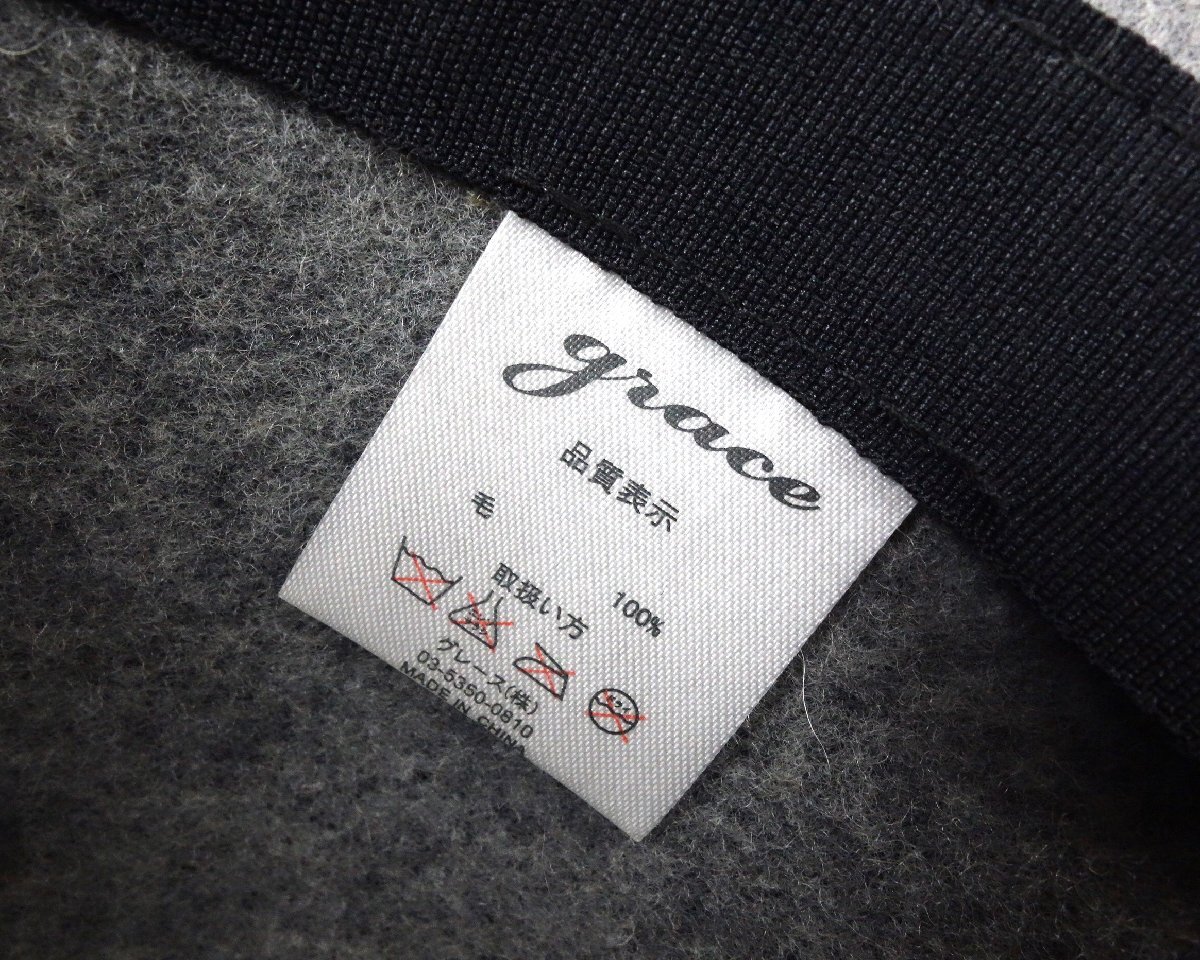 grace
品質表示
毛 100%
取扱い方
グレース(株)
03-5350-0810
MADE IN CHINA